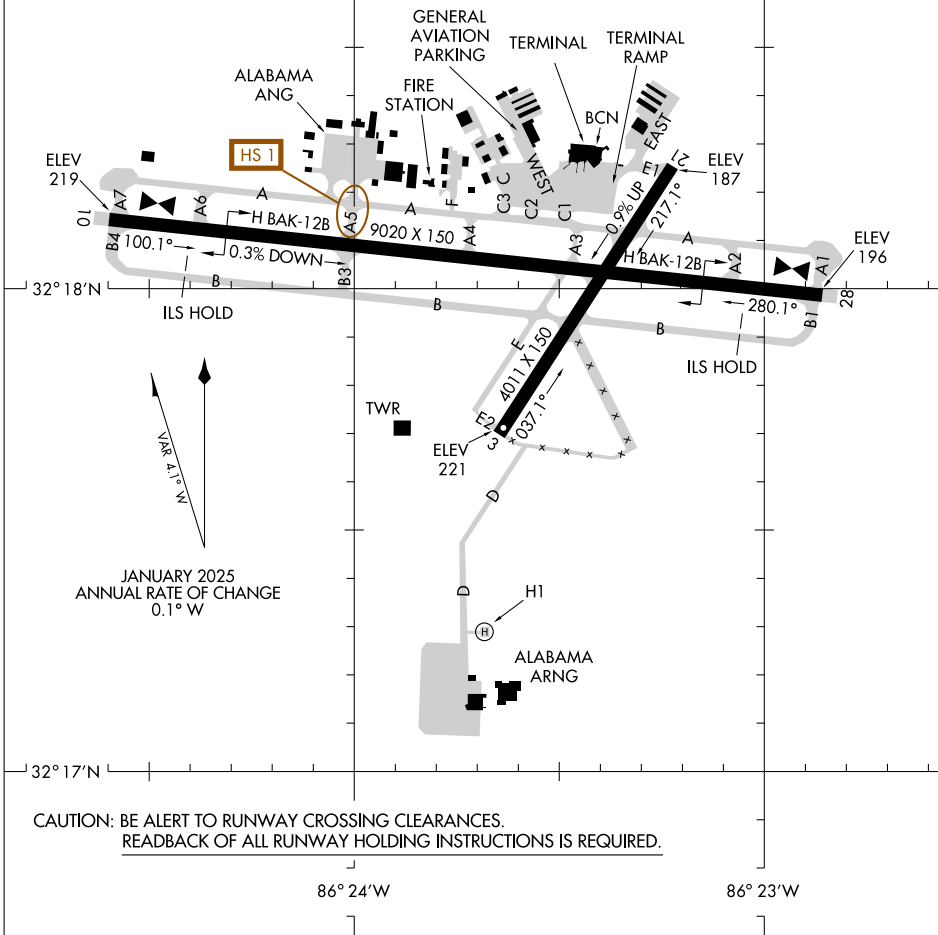 GENERAL
AVIATION
PARKING
TERMINAL
TERMINAL
RAMP
ALABAMA
ANG
FIRE
STATION
BCN
HS 1
EAST
WEST
ELEV
219
E1
21
ELEV
187
A7
A6
A
A5
A
F
A4
C3
C
C2
C1
A3
0.9% UP
217.1°
A
A2
A1
ELEV
196
10
B4
100.1°
H BAK-12B
9020 X 150
0.3% DOWN
B3
H BAK-12B
280.1°
28
B1
32° 18'N
B
B
B
ILS HOLD
ILS HOLD
E
4011 X 150
037.1°
E2
3
TWR
ELEV
221
VAR 4.1° W
x x x x x
x x x x x
D
JANUARY 2025
ANNUAL RATE OF CHANGE
0.1° W
D
H1
H
ALABAMA
ARNG
32° 17'N
CAUTION: BE ALERT TO RUNWAY CROSSING CLEARANCES.
READBACK OF ALL RUNWAY HOLDING INSTRUCTIONS IS REQUIRED.
86° 24'W
86° 23'W